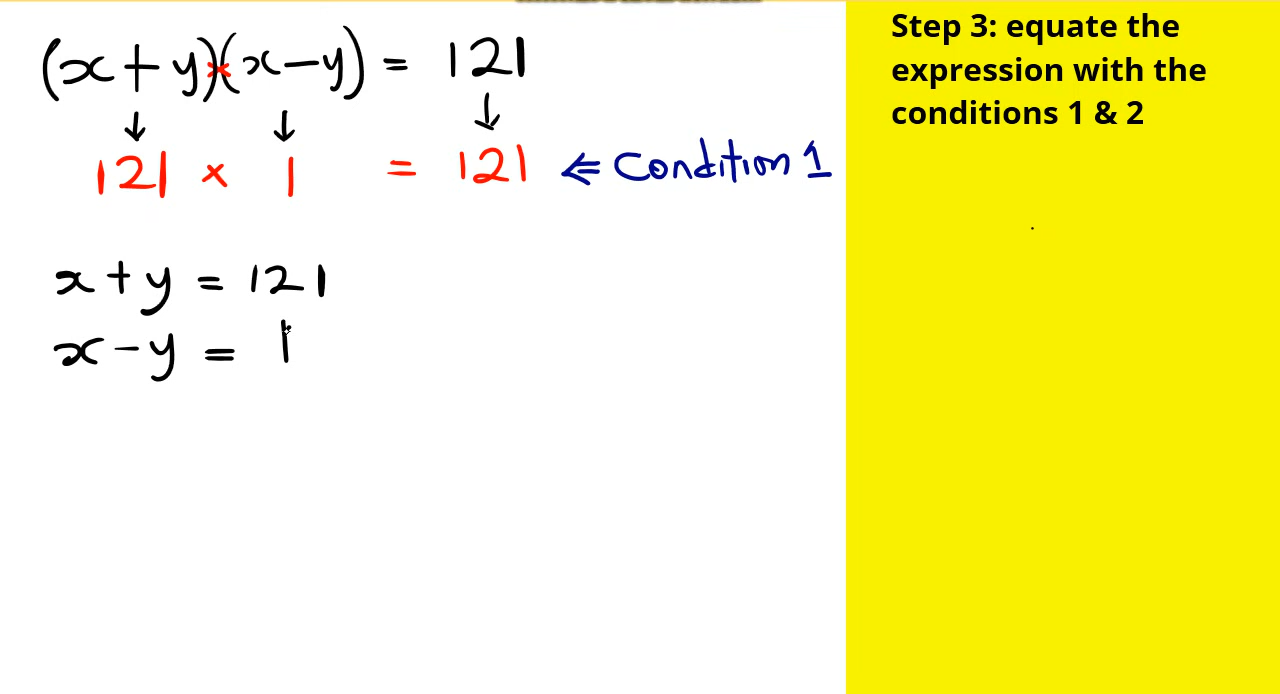 (x+y)×(x-y) = 121
↓ ↓ ↓
121 × 1 = 121 ⇐ Condition 1
x + y = 121
x - y = 1
Step 3: equate the
expression with the
conditions 1 & 2